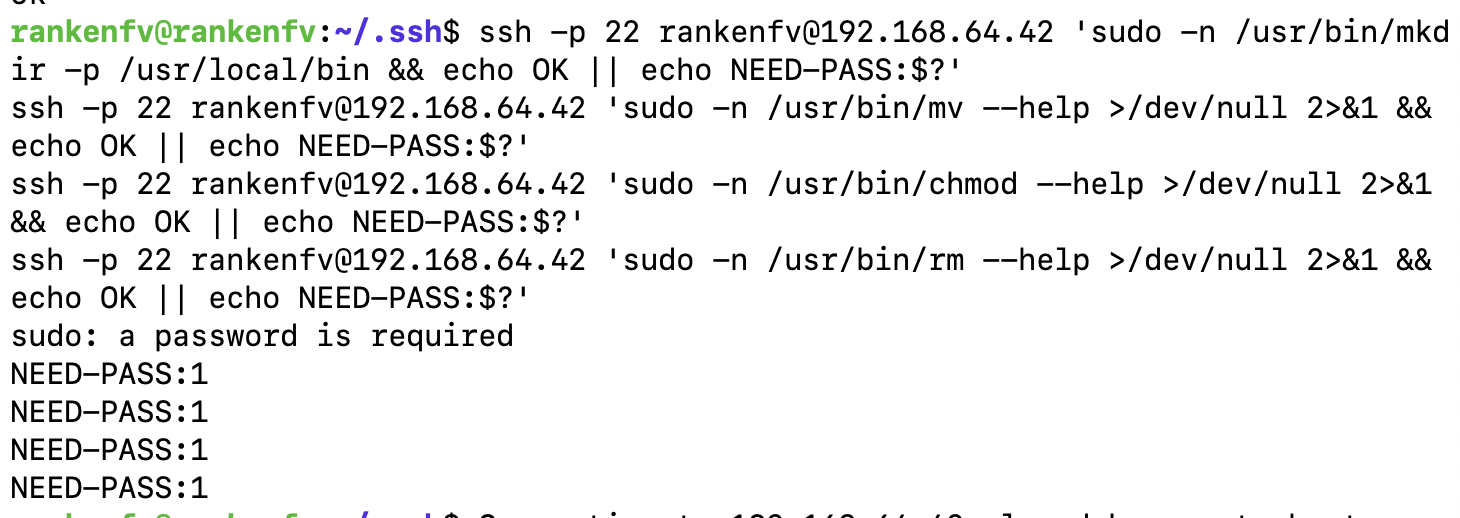 rankenfv@rankenfv:~/.ssh$ ssh -p 22 rankenfv@192.168.64.42 'sudo -n /usr/bin/mkd
ir -p /usr/local/bin && echo OK || echo NEED-PASS:$?'
ssh -p 22 rankenfv@192.168.64.42 'sudo -n /usr/bin/mv --help >/dev/null 2>&1 &&
echo OK || echo NEED-PASS:$?'
ssh -p 22 rankenfv@192.168.64.42 'sudo -n /usr/bin/chmod --help >/dev/null 2>&1
&& echo OK || echo NEED-PASS:$?'
ssh -p 22 rankenfv@192.168.64.42 'sudo -n /usr/bin/rm --help >/dev/null 2>&1 &&
echo OK || echo NEED-PASS:$?'
sudo: a password is required
NEED-PASS:1
NEED-PASS:1
NEED-PASS:1
NEED-PASS:1